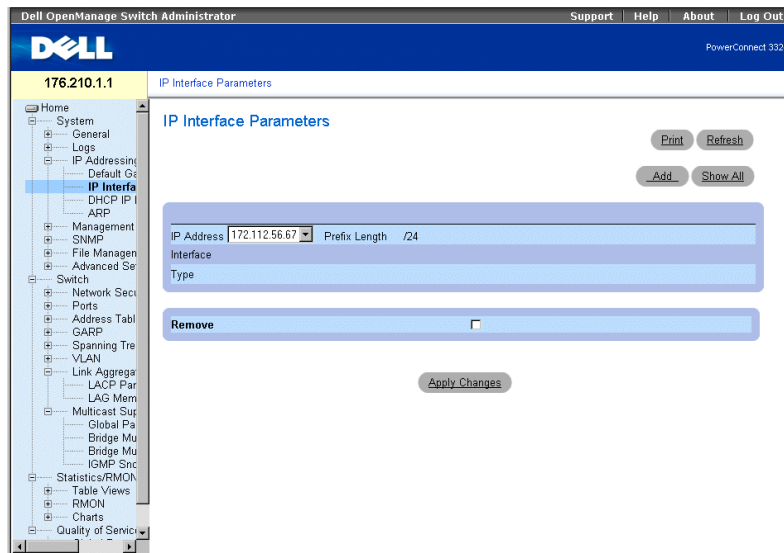 Dell OpenManage Switch Administrator
Support Help About Log Out
DELL
PowerConnect 332
176.210.1.1
IP Interface Parameters
Home
System
General
Logs
IP Addressing
Default Ga
IP Interfa
DHCP IP I
ARP
Management
SNMP
File Managen
Advanced Set
Switch
Network Secu
Ports
Address Tabl
GARP
Spanning Tre
VLAN
Link Aggregat
LACP Par
LAG Mem
Multicast Sup
Global Pa
Bridge Mu
Bridge Mu
IGMP Sno
Statistics/RMON
Table Views
RMON
Charts
Quality of Service
IP Interface Parameters
Print Refresh
Add Show All
IP Address 172.112.56.67 Prefix Length /24
Interface
Type
Remove
Apply Changes